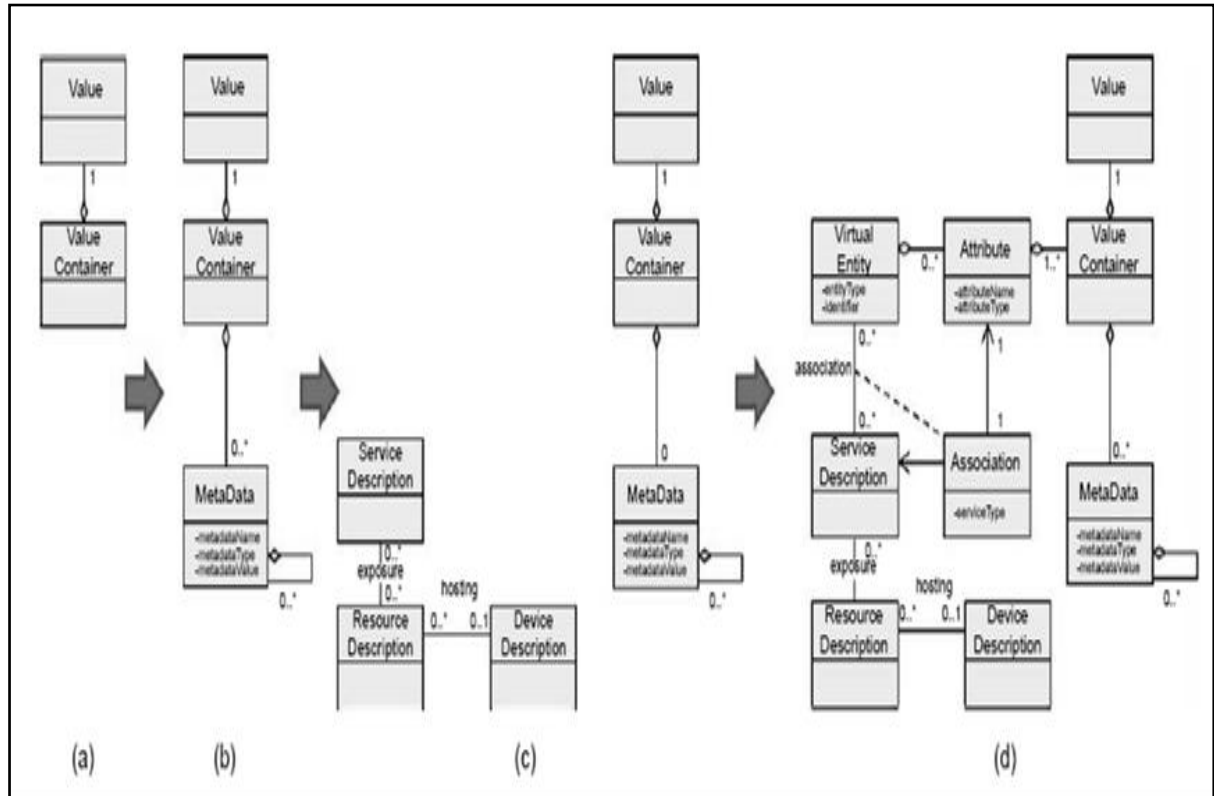 Value
1
Value
Container
Value
1
Value
Container
0..*
MetaData
-metadataName
-metadataType
-metadataValue
0..*
Service
Description
0..*
exposure
0..*
Resource
Description
hosting
0..*
0..1
Device
Description
Value
1
Value
Container
0
MetaData
-metadataName
-metadataType
-metadataValue
0..*
Virtual
Entity
-entityType
-identifier
0..*
Attribute
-attributeName
-attributeType
1..*
Value
1
Value
Container
0..*
association
0..*
Service
Description
1
1
Association
-serviceType
0..*
exposure
Resource
Description
hosting
0..*
0..1
Device
Description
0..*
MetaData
-metadataName
-metadataType
-metadataValue
0..*
(a)
(b)
(c)
(d)